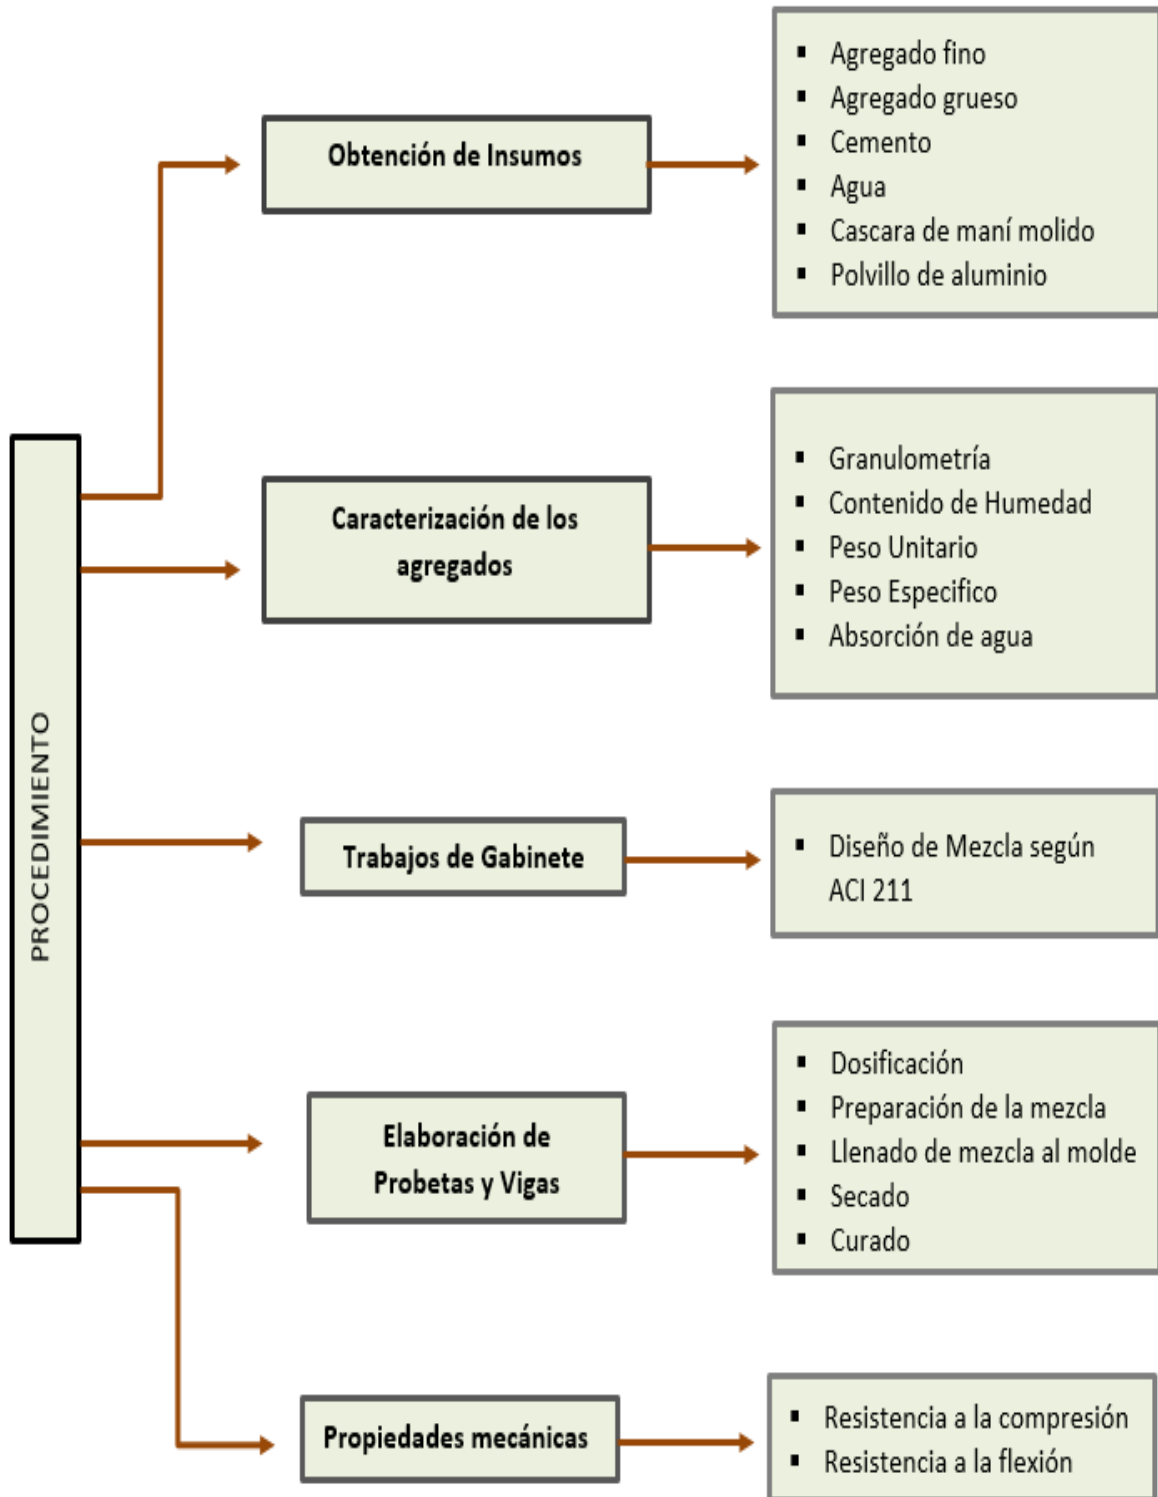 PROCEDIMIENTO
Obtención de Insumos
▪ Agregado fino
▪ Agregado grueso
▪ Cemento
▪ Agua
▪ Cascara de maní molido
▪ Polvillo de aluminio
Caracterización de los
agregados
▪ Granulometría
▪ Contenido de Humedad
▪ Peso Unitario
▪ Peso Especifico
▪ Absorción de agua
Trabajos de Gabinete
▪ Diseño de Mezcla según
ACI 211
Elaboración de
Probetas y Vigas
▪ Dosificación
▪ Preparación de la mezcla
▪ Llenado de mezcla al molde
▪ Secado
▪ Curado
Propiedades mecánicas
▪ Resistencia a la compresión
▪ Resistencia a la flexión